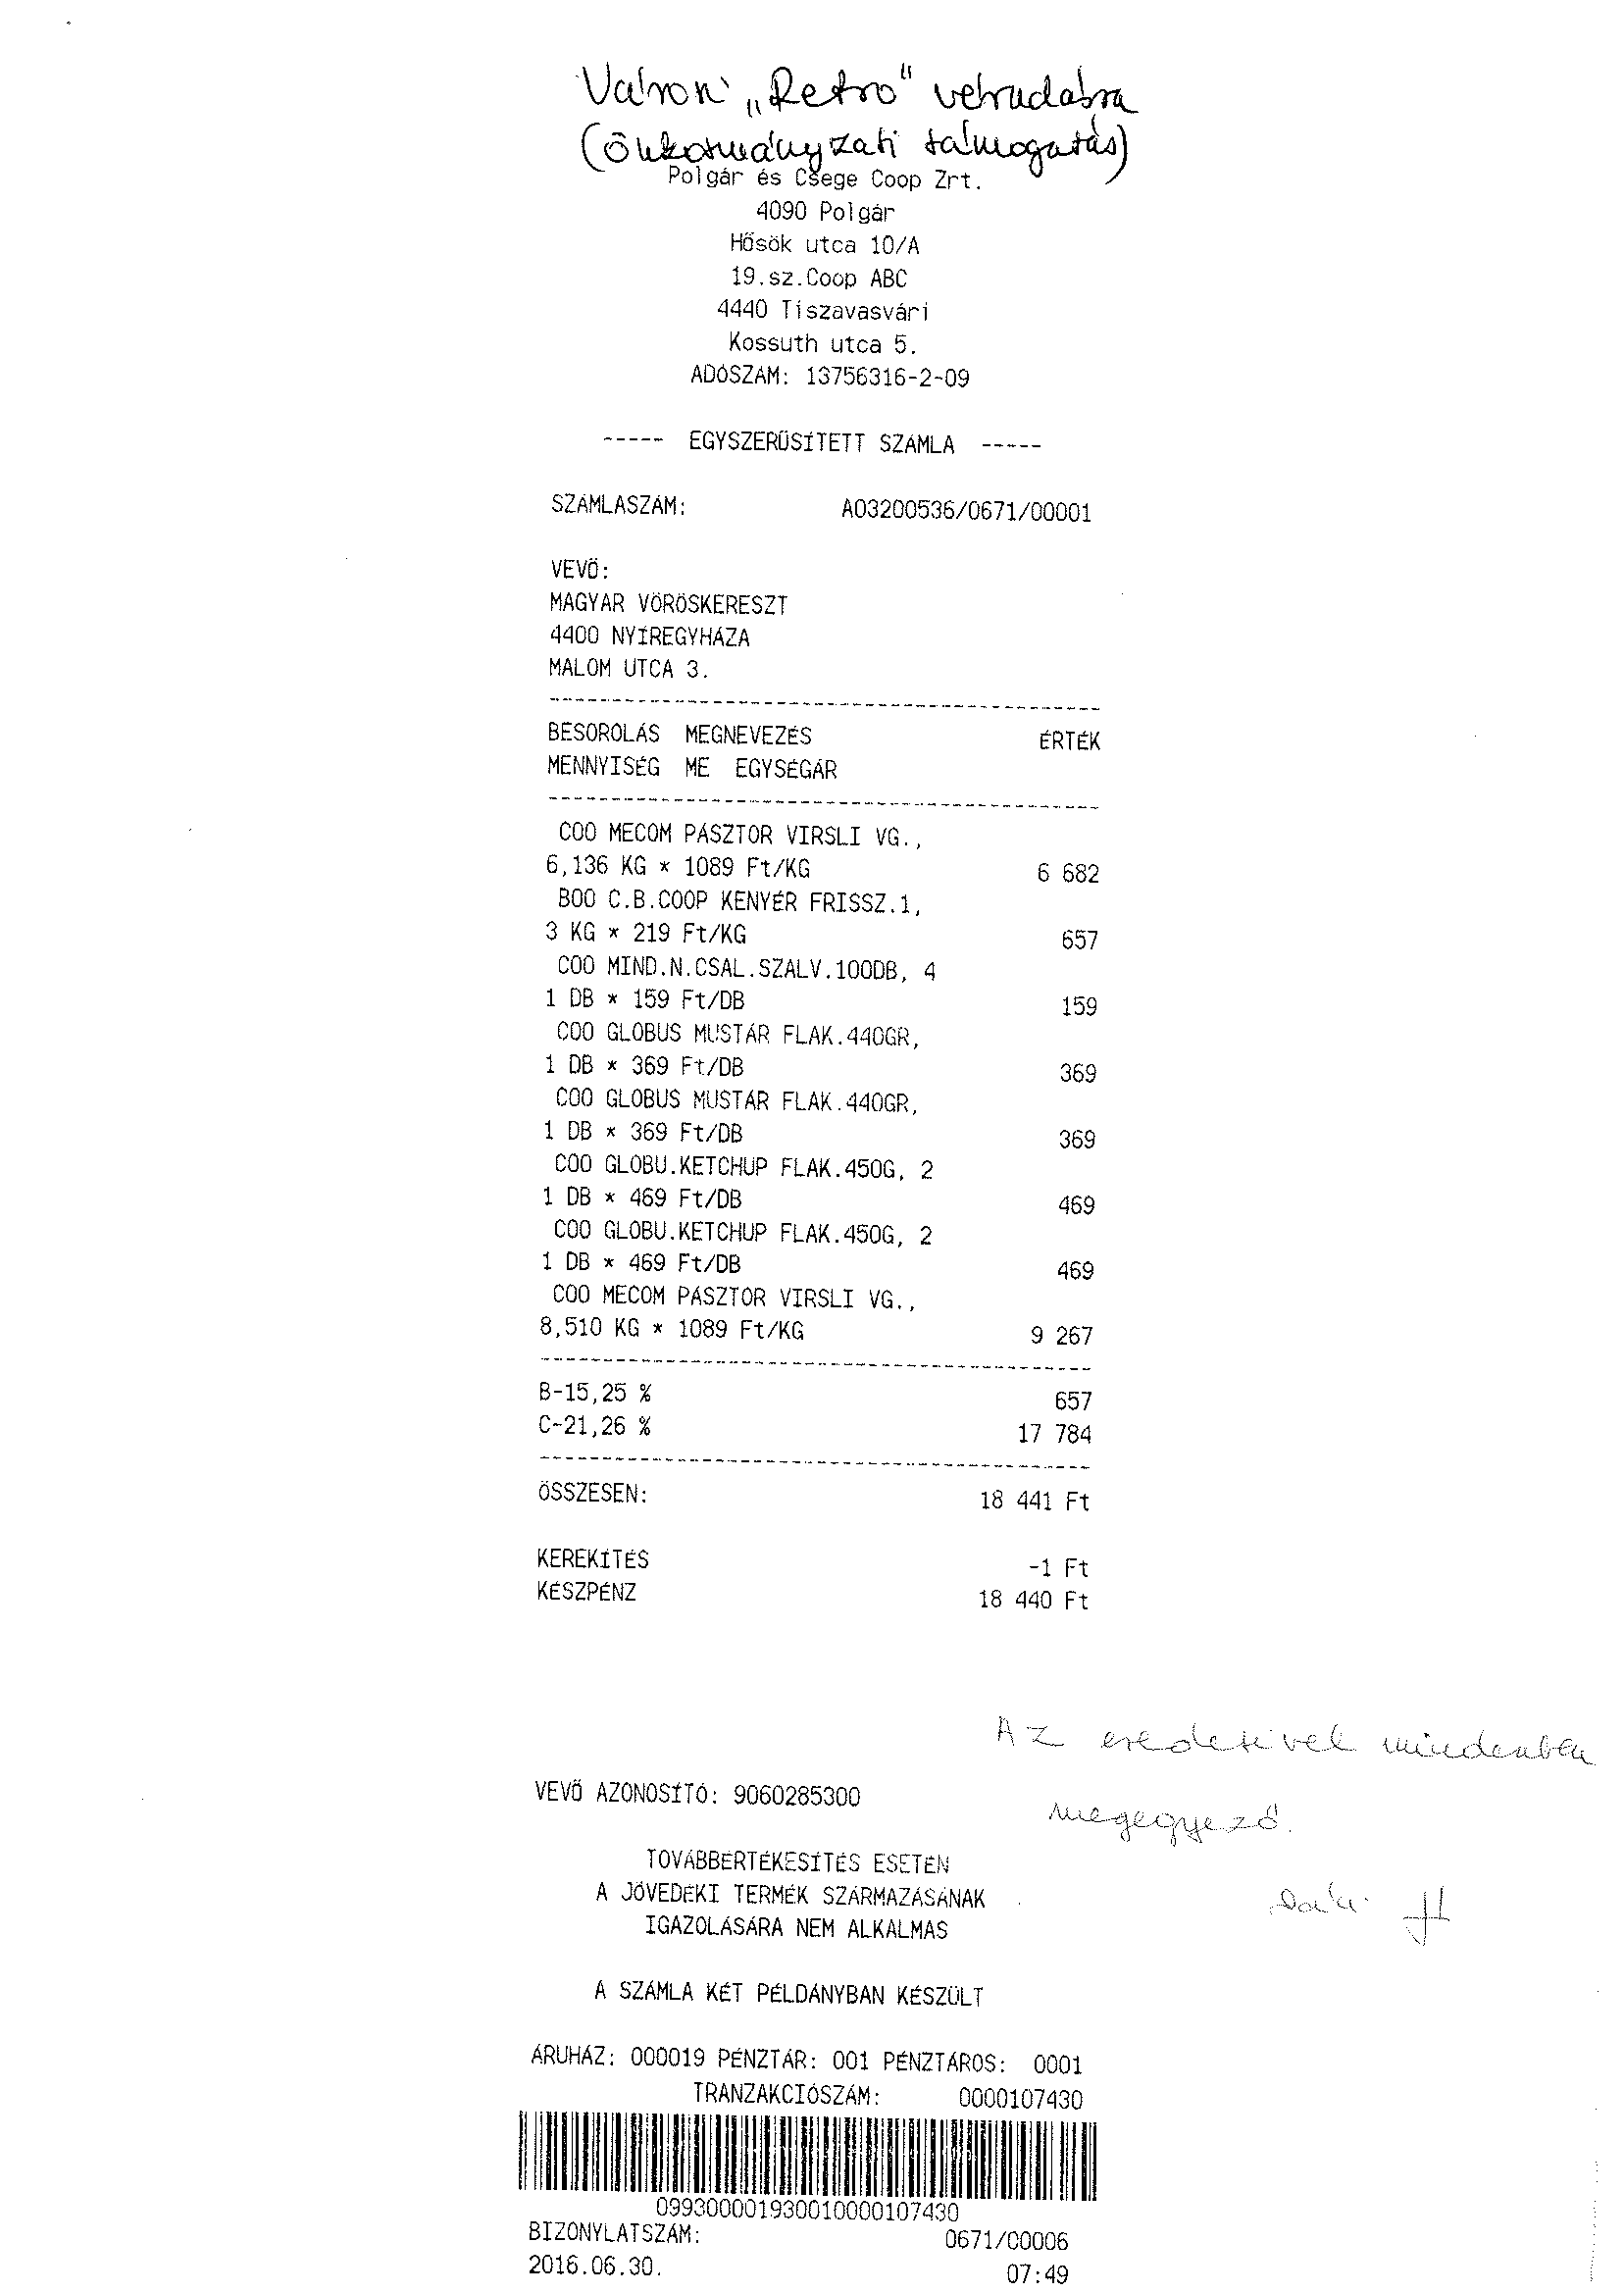 Városi „Retro" véradásra
(Önkormányzati támogatás)
Polgár és Csege Coop Zrt.
4090 Polgár
Hősök utca 10/A
19.sz.Coop ABC
4440 Tiszavasvári
Kossuth utca 5.
ADÓSZÁM: 13756316-2-09
----- EGYSZERŰSÍTETT SZÁMLA -----
SZÁMLASZÁM: A03200536/0671/00001
VEVŐ:
MAGYAR VÖRÖSKERESZT
4400 NYÍREGYHÁZA
MALOM UTCA 3.
BESOROLÁS MEGNEVEZÉS ÉRTÉK
MENNYISÉG ME EGYSÉGÁR
C00 MECOM PÁSZTOR VIRSLI VG.,
6,136 KG * 1089 Ft/KG 6 682
B00 C.B.COOP KENYÉR FRISSZ.1,
3 KG * 219 Ft/KG 657
C00 MIND.N.CSAL.SZALV.100DB, 4
1 DB * 159 Ft/DB 159
C00 GLOBUS MUSTÁR FLAK.440GR,
1 DB * 369 Ft/DB 369
C00 GLOBUS MUSTÁR FLAK.440GR,
1 DB * 369 Ft/DB 369
C00 GLOBU.KETCHUP FLAK.450G, 2
1 DB * 469 Ft/DB 469
C00 GLOBU.KETCHUP FLAK.450G, 2
1 DB * 469 Ft/DB 469
C00 MECOM PÁSZTOR VIRSLI VG.,
8,510 KG * 1089 Ft/KG 9 267
B-15,25 % 657
C-21,26 % 17 784
ÖSSZESEN: 18 441 Ft
KEREKÍTÉS -1 Ft
KÉSZPÉNZ 18 440 Ft
Az eredetivel mindenben
VEVŐ AZONOSÍTÓ: 9060285300
megegyező.
TOVÁBBÉRTÉKESÍTÉS ESETÉN
A JÖVEDÉKI TERMÉK SZÁRMAZÁSÁNAK
IGAZOLÁSÁRA NEM ALKALMAS
A SZÁMLA KÉT PÉLDÁNYBAN KÉSZÜLT
ÁRUHÁZ: 000019 PÉNZTÁR: 001 PÉNZTÁROS: 0001
TRANZAKCIÓSZÁM: 0000107430
09930000193001000010​7430
BIZONYLATSZÁM: 0671/00006
2016.06.30. 07:49